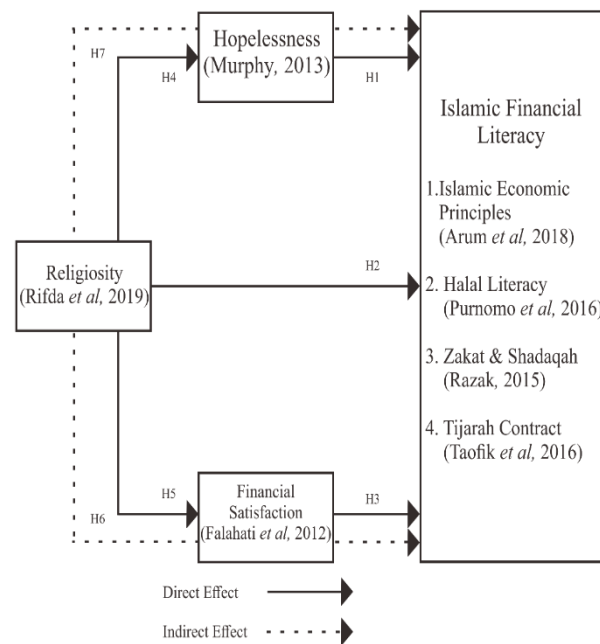 H7
H4
Hopelessness
(Murphy, 2013)
H1
Islamic Financial
Literacy
1.Islamic Economic
Principles
(Arum et al, 2018)
2. Halal Literacy
(Purnomo et al, 2016)
3. Zakat & Shadaqah
(Razak, 2015)
4. Tijarah Contract
(Taofik et al, 2016)
Religiosity
(Rifda et al, 2019)
H2
H6
H5
Financial
Satisfaction
(Falahati et al, 2012)
H3
Direct Effect
Indirect Effect